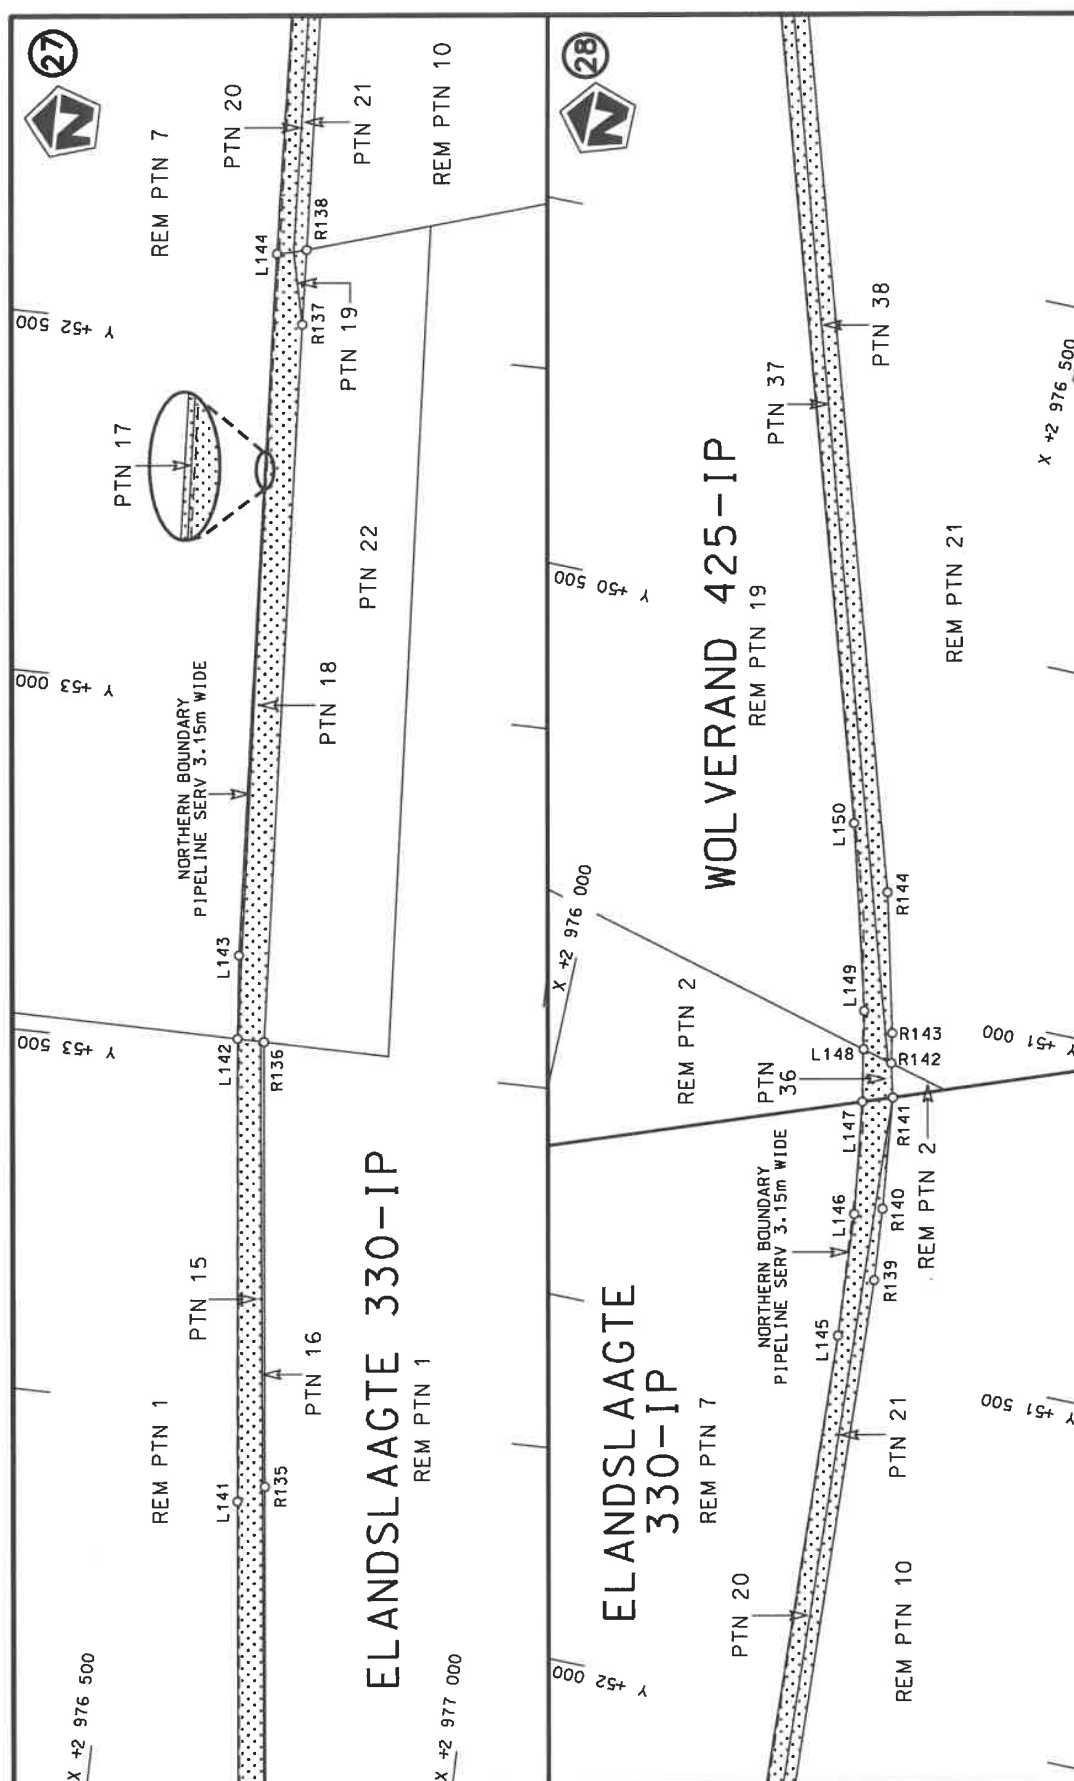 27
N
REM PTN 7
PTN 20
PTN 21
REM PTN 10
L144
R138
R137
PTN 19
Y +52 500
PTN 17
PTN 22
NORTHERN BOUNDARY
PIPELINE SERV 3.15m WIDE
PTN 18
Y +53 000
L143
L142
R136
Y +53 500
PTN 15
PTN 16
REM PTN 1
ELANDSLAAGTE 330-IP
REM PTN 1
L141
R135
X +2 976 500
X +2 977 000
28
N
PTN 38
PTN 37
X +2 976 500
WOLVERAND 425-IP
REM PTN 19
REM PTN 21
Y +50 500
L150
R144
X +2 976 000
L149
R143
L148
R142
Y +51 000
REM PTN 2
PTN
36
L147
R141
REM PTN 2
NORTHERN BOUNDARY
PIPELINE SERV 3.15m WIDE
L146
R140
R139
L145
ELANDSLAAGTE
330-IP
REM PTN 7
PTN 21
Y +51 500
PTN 20
REM PTN 10
Y +52 000